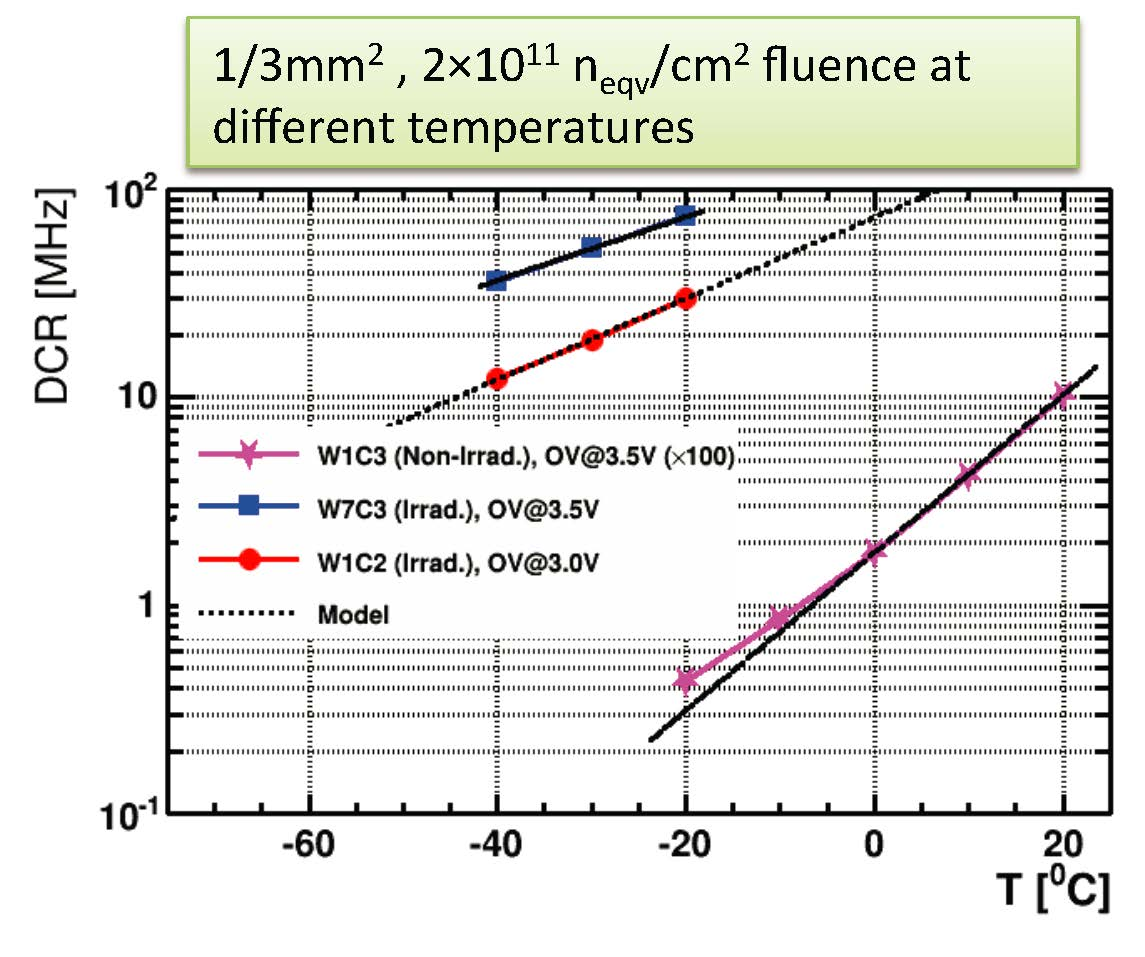 1/3mm² , 2×10¹¹ n_eqv/cm² fluence at
different temperatures
DCR [MHz]
10²
10
1
10⁻¹
W1C3 (Non-Irrad.), OV@3.5V (×100)
W7C3 (Irrad.), OV@3.5V
W1C2 (Irrad.), OV@3.0V
Model
-60 -40 -20 0 20
T [⁰C]